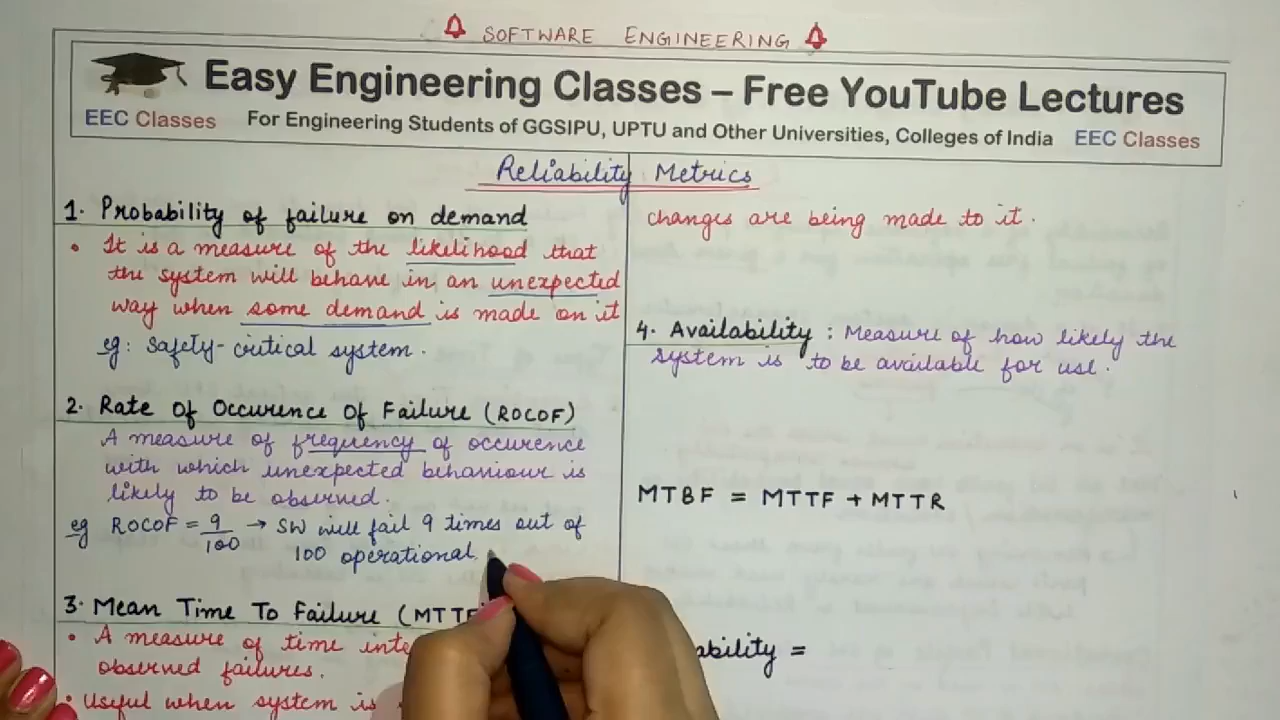 SOFTWARE ENGINEERING
Easy Engineering Classes – Free YouTube Lectures
EEC Classes For Engineering Students of GGSIPU, UPTU and Other Universities, Colleges of India EEC Classes
Reliability Metrics
1. Probability of failure on demand
• It is a measure of the likelihood that
the system will behave in an unexpected
way when some demand is made on it
eg: safety-critical system.
2. Rate Of Occurence Of Failure (ROCOF)
A measure of frequency of occurence
with which unexpected behaviour is
likely to be observed.
eg ROCOF = 9/100 → SW will fail 9 times out of
100 operational
3. Mean Time To Failure (MTTF)
• A measure of time
observed failures.
• Useful when system is
changes are being made to it.
4. Availability : Measure of how likely the
system is to be available for use.
MTBF = MTTF + MTTR
ability =